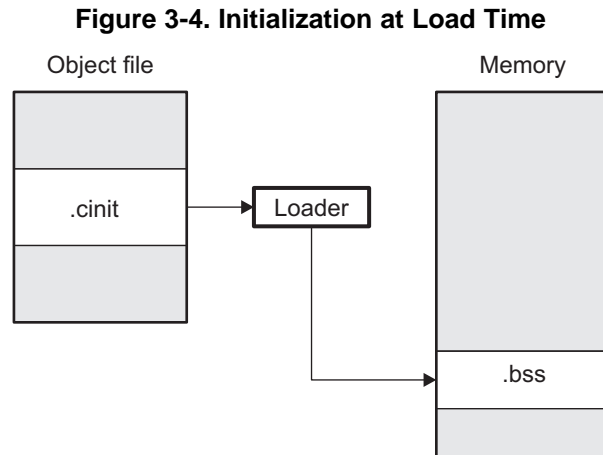 Figure 3-4. Initialization at Load Time
Object file
Memory
.cinit
Loader
.bss